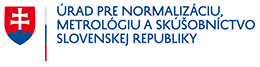 ÚRAD PRE NORMALIZÁCIU,
METROLÓGIU A SKÚŠOBNÍCTVO
SLOVENSKEJ REPUBLIKY